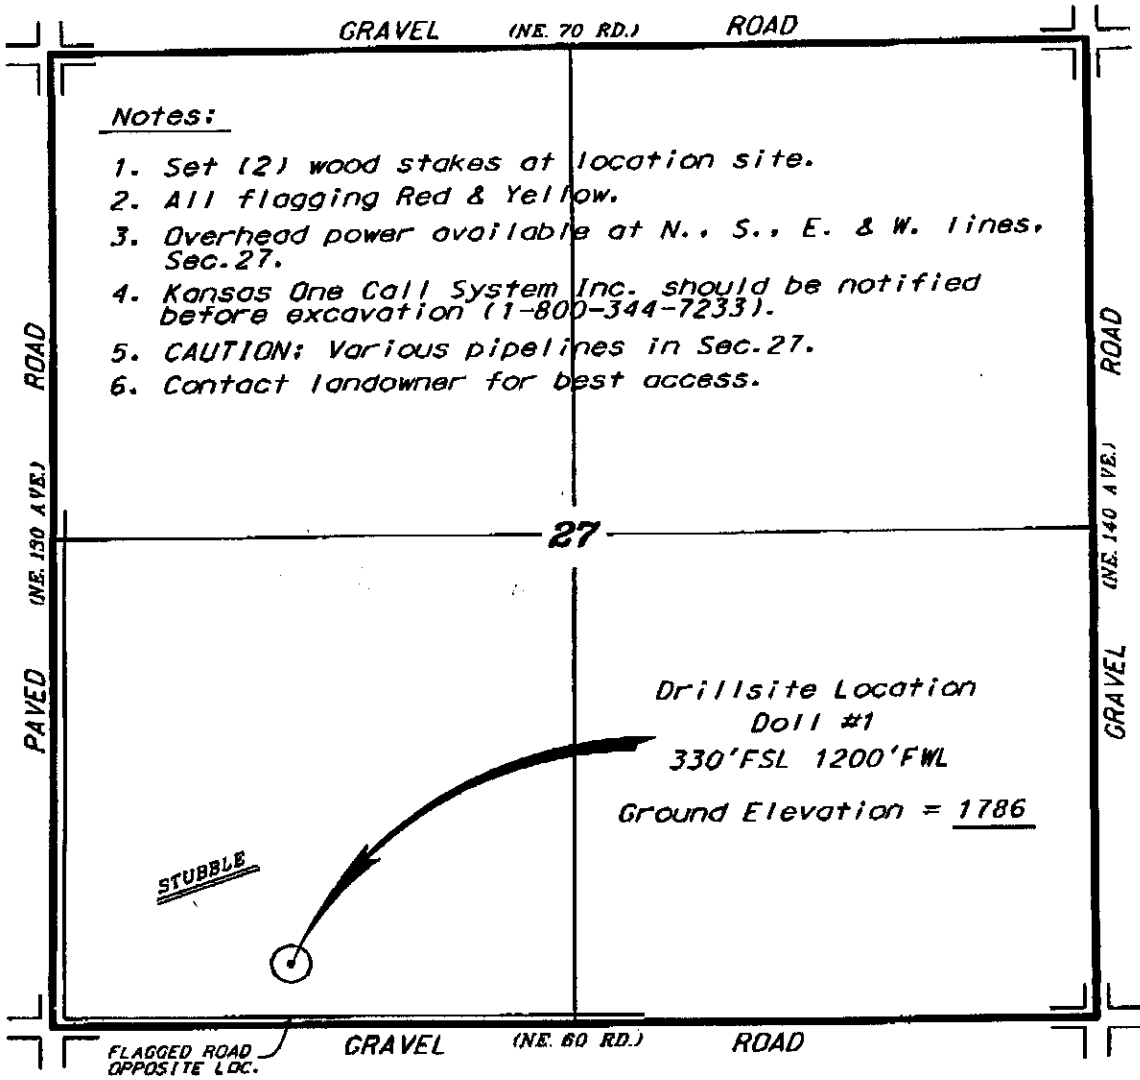 GRAVEL (NE. 70 RD.) ROAD
Notes:
1. Set (2) wood stakes at location site.
2. All flagging Red & Yellow.
3. Overhead power available at N., S., E. & W. lines,
Sec.27.
4. Kansas One Call System Inc. should be notified
before excavation (1-800-344-7233).
5. CAUTION: Various pipelines in Sec.27.
6. Contact landowner for best access.
PAVED (NE. 130 AVE.) ROAD
GRAVEL (NE. 140 AVE.) ROAD
27
Drillsite Location
Doll #1
330'FSL 1200'FWL
Ground Elevation = 1786
STUBBLE
FLAGGED ROAD
OPPOSITE LOC.
GRAVEL (NE. 60 RD.) ROAD